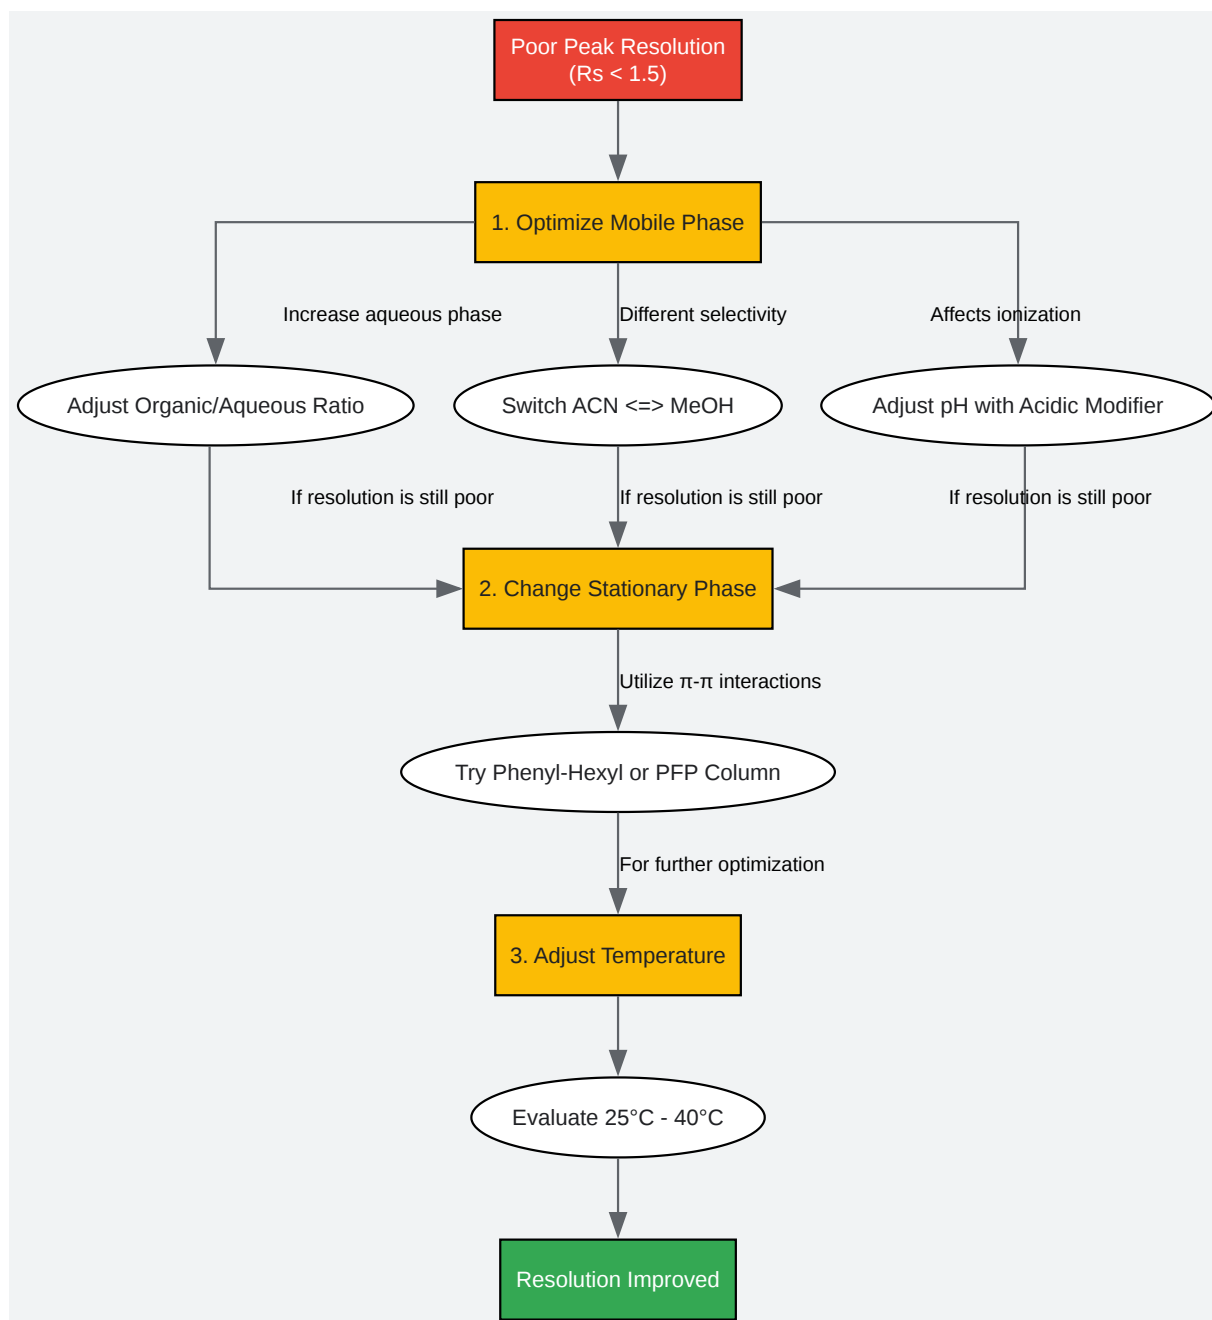 Poor Peak Resolution
(Rs < 1.5)
1. Optimize Mobile Phase
Increase aqueous phase
Different selectivity
Affects ionization
Adjust Organic/Aqueous Ratio
Switch ACN <=> MeOH
Adjust pH with Acidic Modifier
If resolution is still poor
If resolution is still poor
If resolution is still poor
2. Change Stationary Phase
Utilize π-π interactions
Try Phenyl-Hexyl or PFP Column
For further optimization
3. Adjust Temperature
Evaluate 25°C - 40°C
Resolution Improved